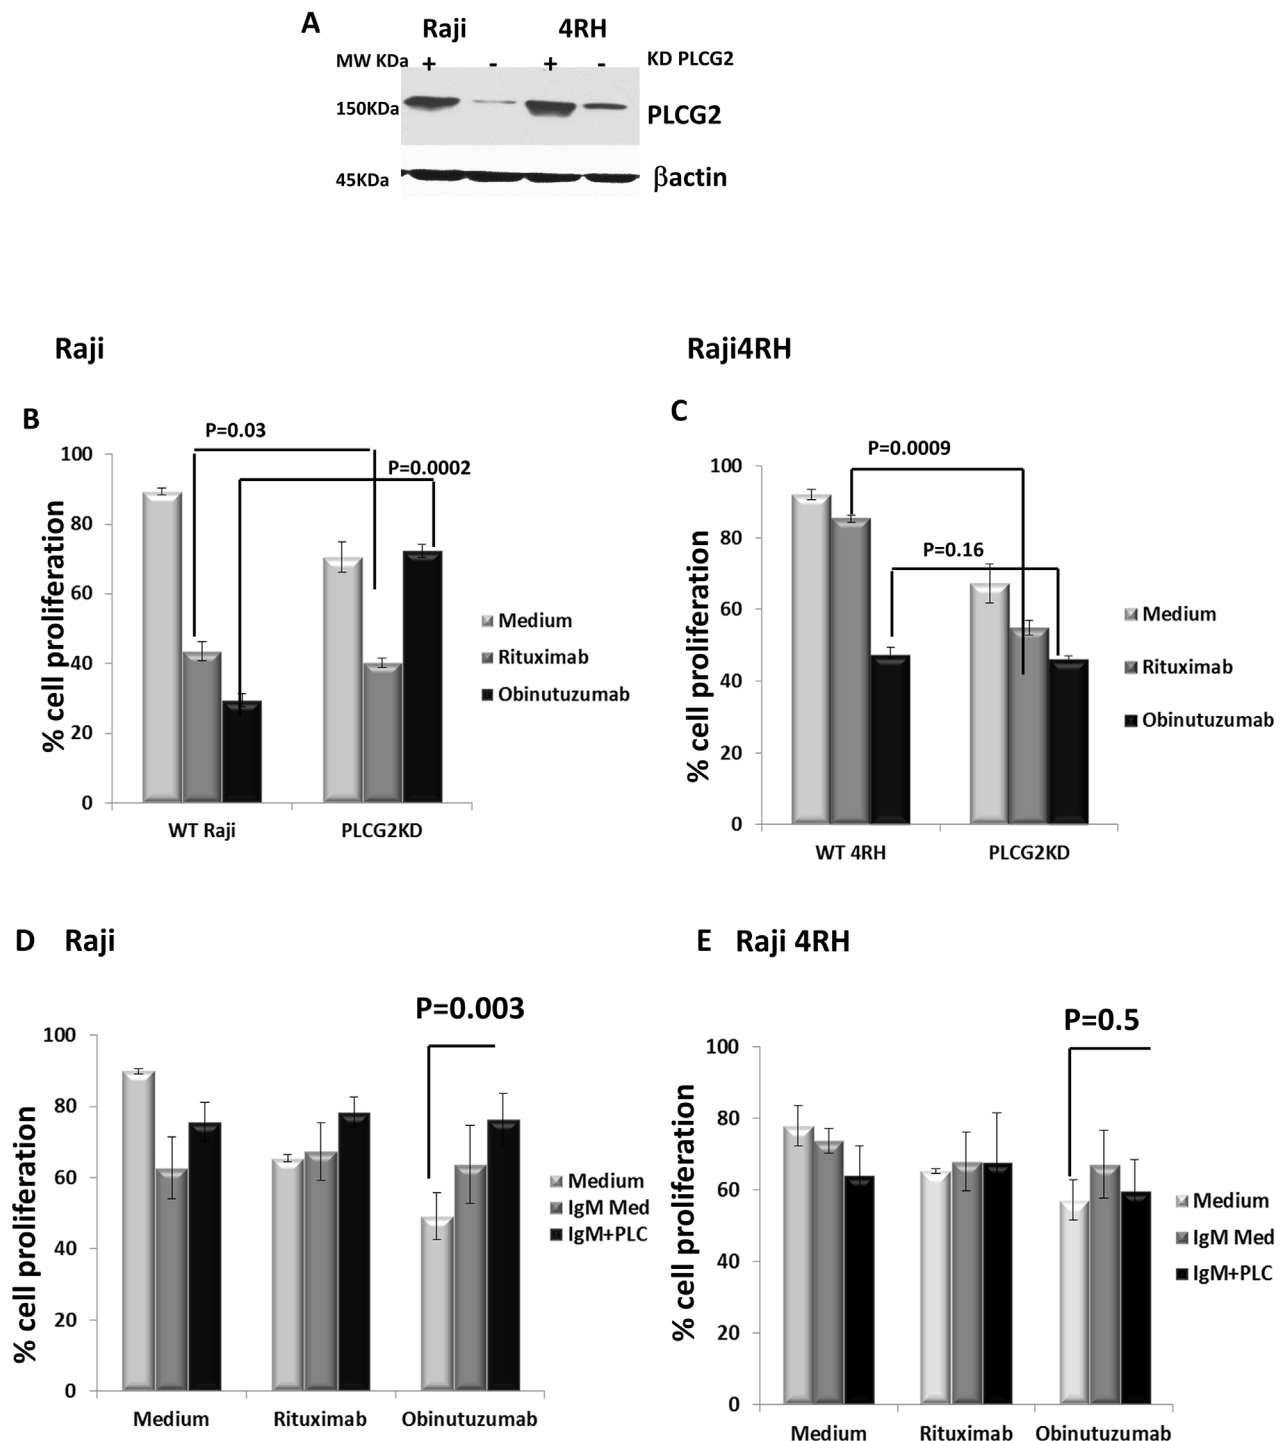 A
Raji 4RH
MW KDa + - + - KD PLCG2
150KDa PLCG2
45KDa βactin
Raji
B
P=0.03
P=0.0002
% cell proliferation
100
80
60
40
20
0
WT Raji PLCG2KD
Medium
Rituximab
Obinutuzumab
Raji4RH
C
P=0.0009
P=0.16
% cell proliferation
100
80
60
40
20
0
WT 4RH PLCG2KD
Medium
Rituximab
Obinutuzumab
D Raji
P=0.003
% cell proliferation
100
80
60
40
20
0
Medium Rituximab Obinutuzumab
Medium
IgM Med
IgM+PLC
E Raji 4RH
P=0.5
% cell proliferation
100
80
60
40
20
0
Medium Rituximab Obinutuzumab
Medium
IgM Med
IgM+PLC